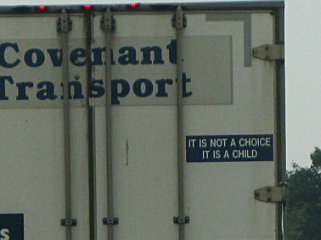 Covenant
Transport
IT IS NOT A CHOICE
IT IS A CHILD
S